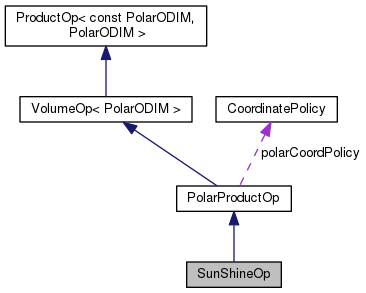 ProductOp< const PolarODIM,
PolarODIM >
VolumeOp< PolarODIM >
CoordinatePolicy
polarCoordPolicy
PolarProductOp
SunShineOp